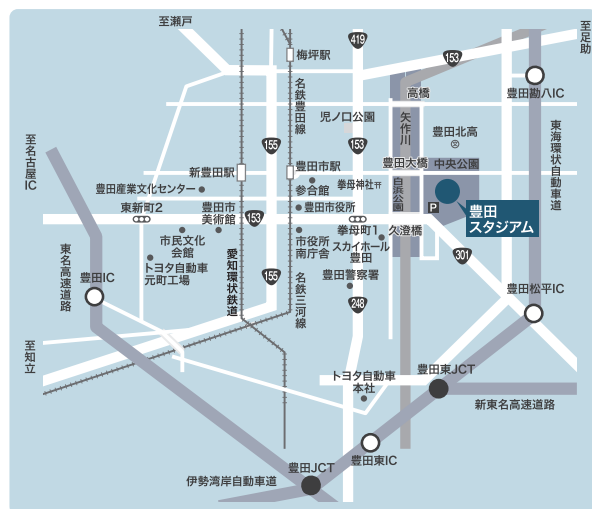 至瀬戸
至足助
419
梅坪駅
153
高橋
豊田勘八IC
名鉄豊田線
児ノ口公園
矢作川
東海環状自動車道
豊田北高
至名古屋IC
155
153
新豊田駅
豊田市駅
豊田大橋
中央公園
豊田産業文化センター
参合館
拳母神社
白浜公園
東新町2
豊田市
美術館
153
豊田市役所
P
豊田
スタジアム
市民文化
会館
市役所
南庁舎
拳母町1
スカイホール
豊田
久澄橋
東名高速道路
トヨタ自動車
元町工場
愛知環状鉄道
155
名鉄三河線
豊田警察署
301
豊田IC
248
豊田松平IC
至知立
トヨタ自動車
本社
豊田東JCT
新東名高速道路
豊田東IC
豊田JCT
伊勢湾岸自動車道